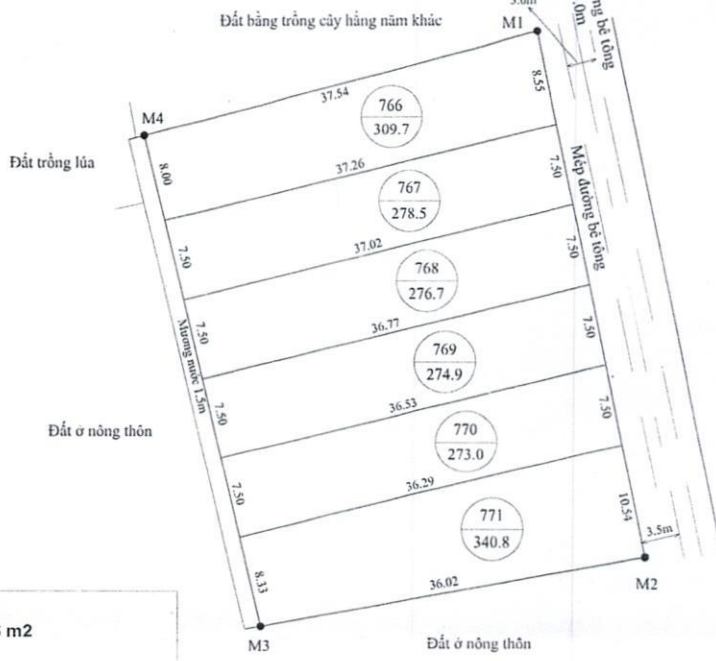 Đất bằng trồng cây hằng năm khác
M1
bê tông
37.54
8.55
766
309.7
M4
Đất trồng lúa
8.00
37.26
7.50
Mép đường bê tông
767
278.5
7.50
37.02
7.50
768
276.7
7.50
36.77
7.50
Mương nước 1.5m
769
274.9
7.50
36.53
7.50
Đất ở nông thôn
770
273.0
7.50
36.29
10.54
771
340.8
3.5m
8.33
36.02
M2
m2
M3
Đất ở nông thôn